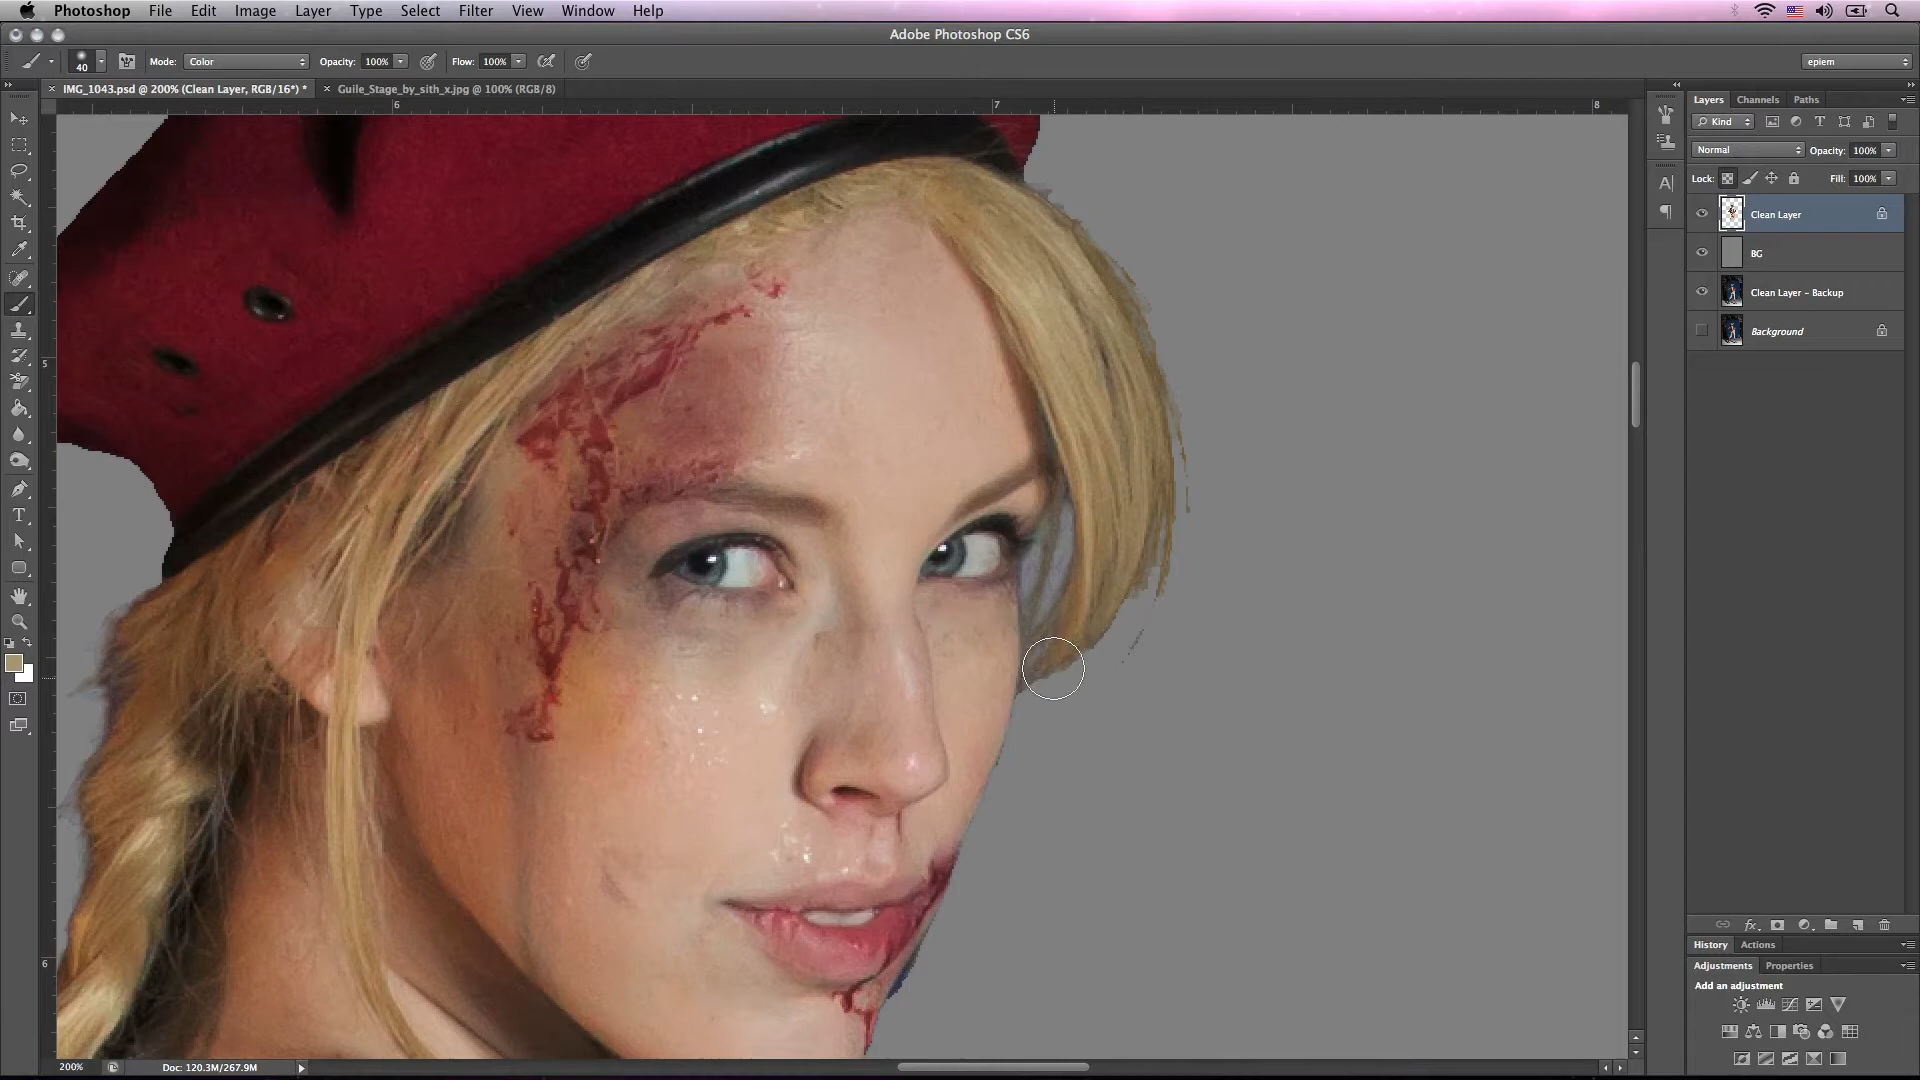 Photoshop File Edit Image Layer Type Select Filter View Window Help
Adobe Photoshop CS6
40 Mode: Color Opacity: 100% Flow: 100% epiem
× IMG_1043.psd @ 200% (Clean Layer, RGB/16*) * × Guile_Stage_by_sith_x.jpg @ 100% (RGB/8)
6 7 8
5
6
Layers Channels Paths
Kind
Normal Opacity: 100%
Lock: Fill: 100%
Clean Layer
BG
Clean Layer - Backup
Background
History Actions
Adjustments Properties
Add an adjustment
200% Doc: 120.3M/267.9M